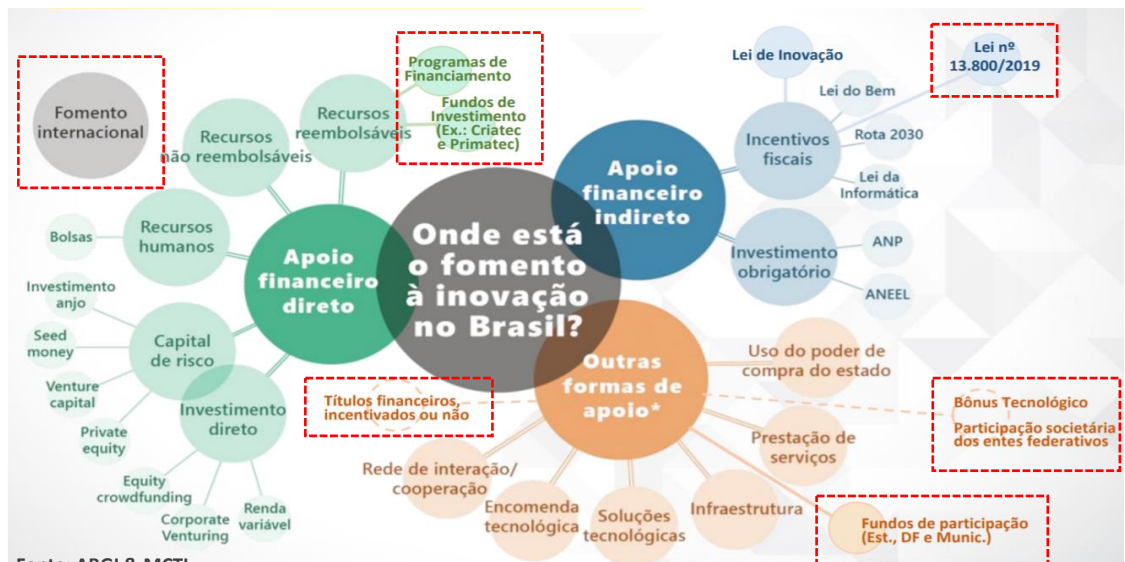 Fomento
internacional
Recursos
não reembolsáveis
Recursos
reembolsáveis
Programas de
Financiamento
Fundos de
Investimento
(Ex.: Criatec
e Primatec)
Lei de Inovação
Lei nº
13.800/2019
Lei do Bem
Rota 2030
Lei da
Informática
Incentivos
fiscais
Apoio
financeiro
indireto
Investimento
obrigatório
ANP
ANEEL
Bolsas
Recursos
humanos
Apoio
financeiro
direto
Onde está
o fomento
à inovação
no Brasil?
Investimento
anjo
Seed
money
Venture
capital
Private
equity
Capital
de risco
Investimento
direto
Equity
crowdfunding
Corporate
Venturing
Renda
variável
Títulos financeiros,
incentivados ou não
Outras
formas de
apoio*
Uso do poder de
compra do estado
Bônus Tecnológico
Participação societária
dos entes federativos
Prestação de
serviços
Rede de interação/
cooperação
Encomenda
tecnológica
Soluções
tecnológicas
Infraestrutura
Fundos de participação
(Est., DF e Munic.)